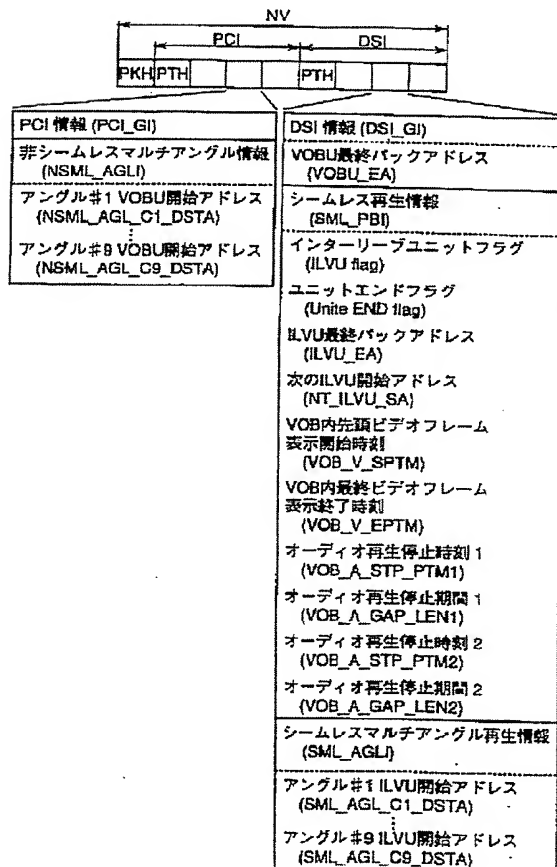 NV
PCI
DSI
PKH
PTH
PTH
PCI 情報 (PCI_GI)
非シームレスマルチアングル情報
(NSML_AGLI)
アングル#1 VOBU開始アドレス
(NSML_AGL_C1_DSTA)
⋮
アングル#9 VOBU開始アドレス
(NSML_AGL_C9_DSTA)
DSI 情報 (DSI_GI)
VOBU最終パックアドレス
(VOBU_EA)
シームレス再生情報
(SML_PBI)
インターリーブユニットフラグ
(ILVU flag)
ユニットエンドフラグ
(Unite END flag)
ILVU最終パックアドレス
(ILVU_EA)
次のILVU開始アドレス
(NT_ILVU_SA)
VOB内先頭ビデオフレーム
表示開始時刻
(VOB_V_SPTM)
VOB内最終ビデオフレーム
表示終了時刻
(VOB_V_EPTM)
オーディオ再生停止時刻 1
(VOB_A_STP_PTM1)
オーディオ再生停止期間 1
(VOB_A_GAP_LEN1)
オーディオ再生停止時刻 2
(VOB_A_STP_PTM2)
オーディオ再生停止期間 2
(VOB_A_GAP_LEN2)
シームレスマルチアングル再生情報
(SML_AGLI)
アングル#1 ILVU開始アドレス
(SML_AGL_C1_DSTA)
⋮
アングル#9 ILVU開始アドレス
(SML_AGL_C9_DSTA)